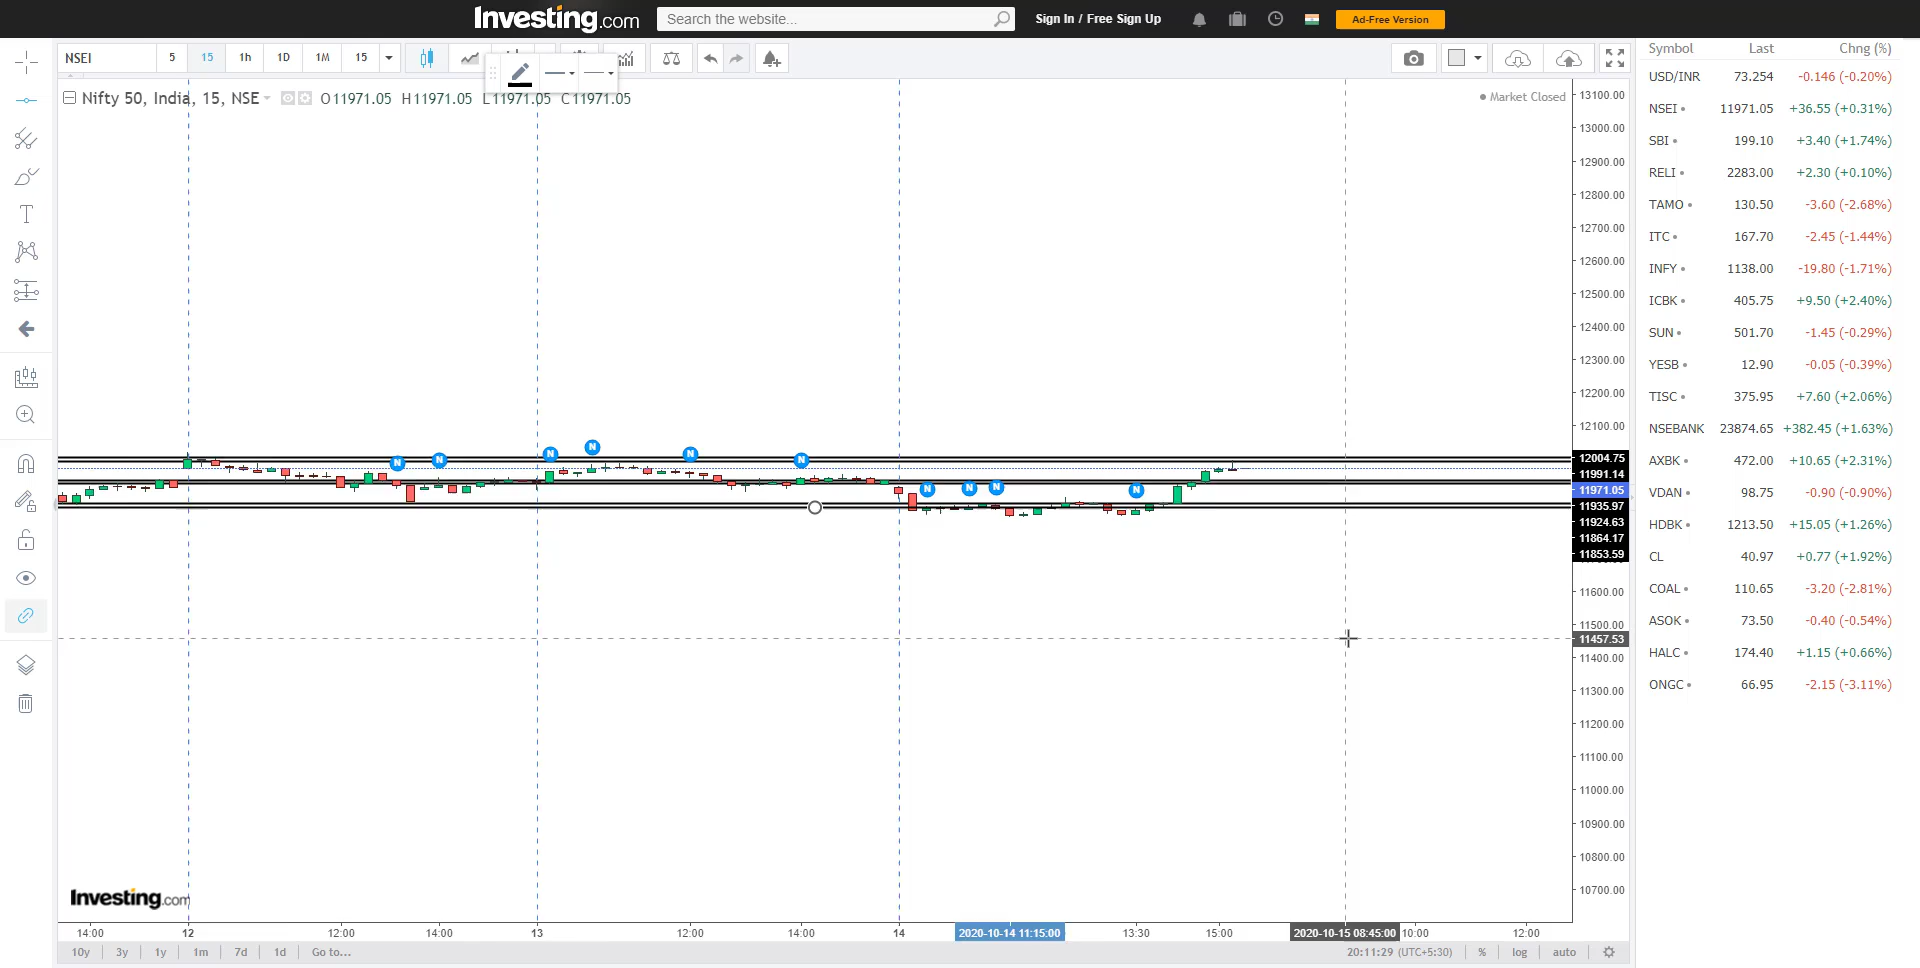 Investing.com
Search the website...
Sign In / Free Sign Up
Ad-Free Version
NSEI 5 15 1h 1D 1M 15
Nifty 50, India, 15, NSE O11971.05 H11971.05 L11971.05 C11971.05
Market Closed
13100.00
13000.00
12900.00
12800.00
12700.00
12600.00
12500.00
12400.00
12300.00
12200.00
12100.00
12004.75
11991.14
11971.05
11935.97
11924.63
11864.17
11853.59
11600.00
11500.00
11457.53
11400.00
11300.00
11200.00
11100.00
11000.00
10900.00
10800.00
10700.00
N N N N N N N N N N
Investing.com
14:00 12 12:00 14:00 13 12:00 14:00 14 2020-10-14 11:15:00 13:30 15:00 2020-10-15 08:45:00 10:00 12:00
10y 3y 1y 1m 7d 1d Go to... 20:11:29 (UTC+5:30) % log auto
Symbol Last Chng (%)
USD/INR 73.254 -0.146 (-0.20%)
NSEI 11971.05 +36.55 (+0.31%)
SBI 199.10 +3.40 (+1.74%)
RELI 2283.00 +2.30 (+0.10%)
TAMO 130.50 -3.60 (-2.68%)
ITC 167.70 -2.45 (-1.44%)
INFY 1138.00 -19.80 (-1.71%)
ICBK 405.75 +9.50 (+2.40%)
SUN 501.70 -1.45 (-0.29%)
YESB 12.90 -0.05 (-0.39%)
TISC 375.95 +7.60 (+2.06%)
NSEBANK 23874.65 +382.45 (+1.63%)
AXBK 472.00 +10.65 (+2.31%)
VDAN 98.75 -0.90 (-0.90%)
HDBK 1213.50 +15.05 (+1.26%)
CL 40.97 +0.77 (+1.92%)
COAL 110.65 -3.20 (-2.81%)
ASOK 73.50 -0.40 (-0.54%)
HALC 174.40 +1.15 (+0.66%)
ONGC 66.95 -2.15 (-3.11%)